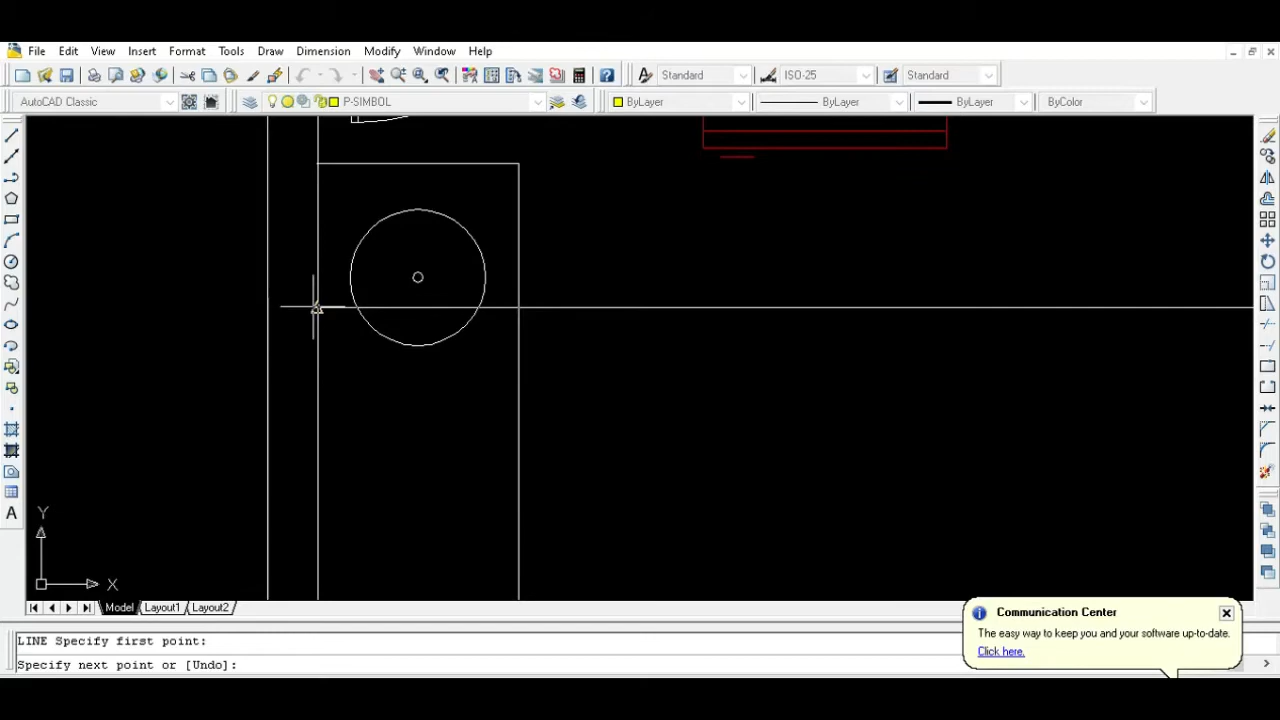 File Edit View Insert Format Tools Draw Dimension Modify Window Help
Standard ISO-25 Standard
AutoCAD Classic P-SIMBOL ByLayer ByLayer ByLayer ByColor
Y
X
Model Layout1 Layout2
LINE Specify first point:
Specify next point or [Undo]:
Communication Center
The easy way to keep you and your software up-to-date.
Click here.